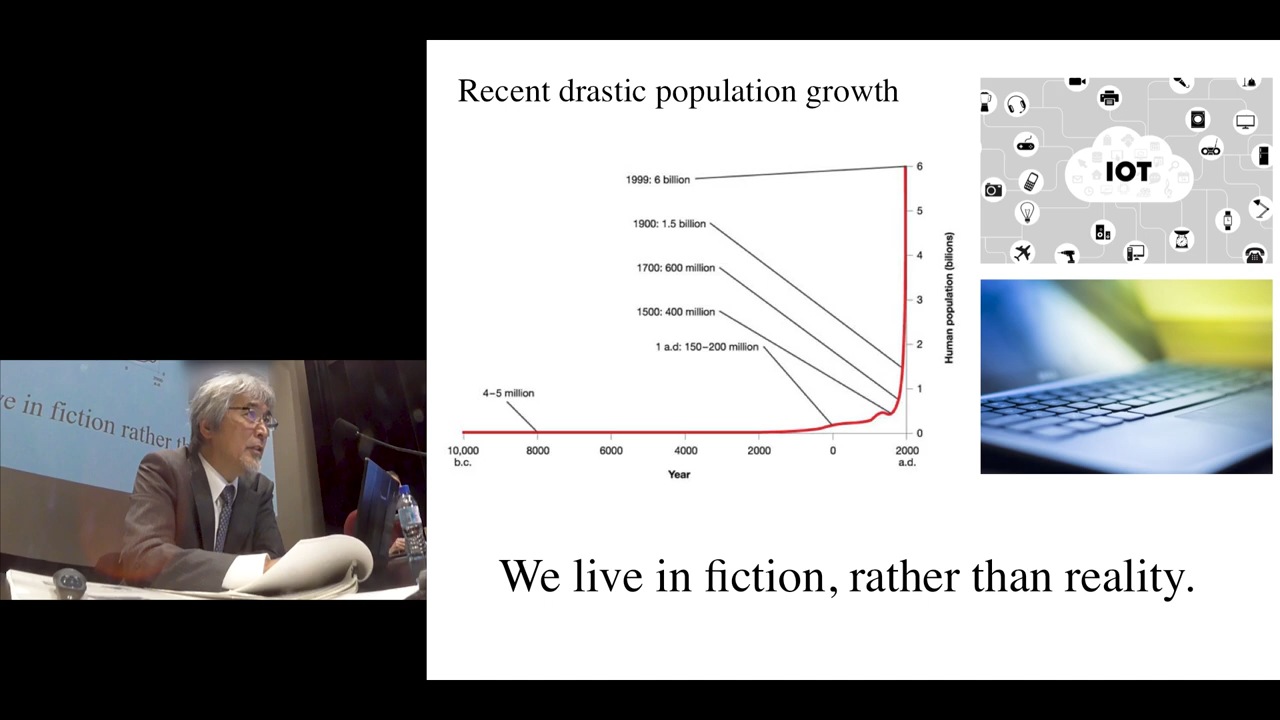 Recent drastic population growth
1999: 6 billion
1900: 1.5 billion
1700: 600 million
1500: 400 million
1 a.d: 150–200 million
4–5 million
6
5
4
3
2
1
0
Human population (bilions)
10,000 8000 6000 4000 2000 0 2000
b.c. a.d.
Year
IOT
We live in fiction, rather than reality.
e in fiction rather